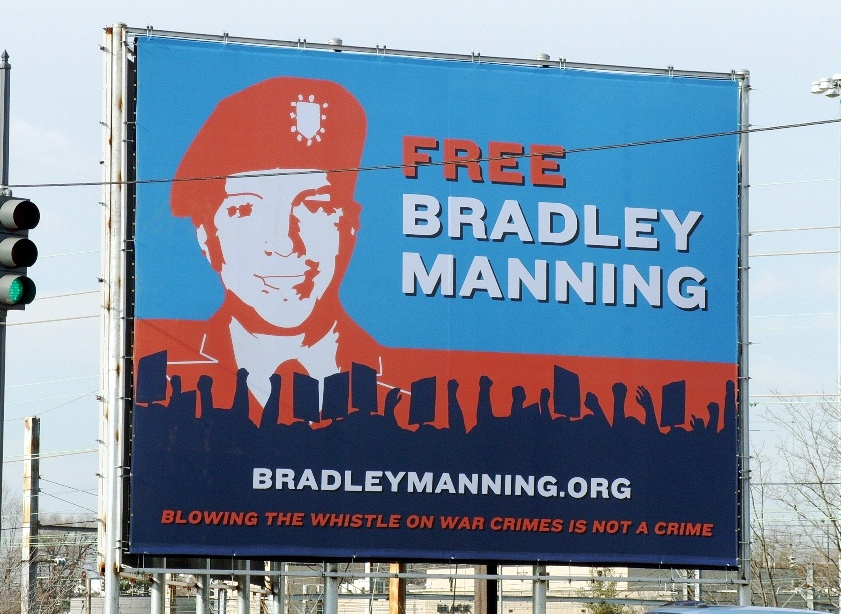 FREE
BRADLEY
MANNING
BRADLEYMANNING.ORG
BLOWING THE WHISTLE ON WAR CRIMES IS NOT A CRIME